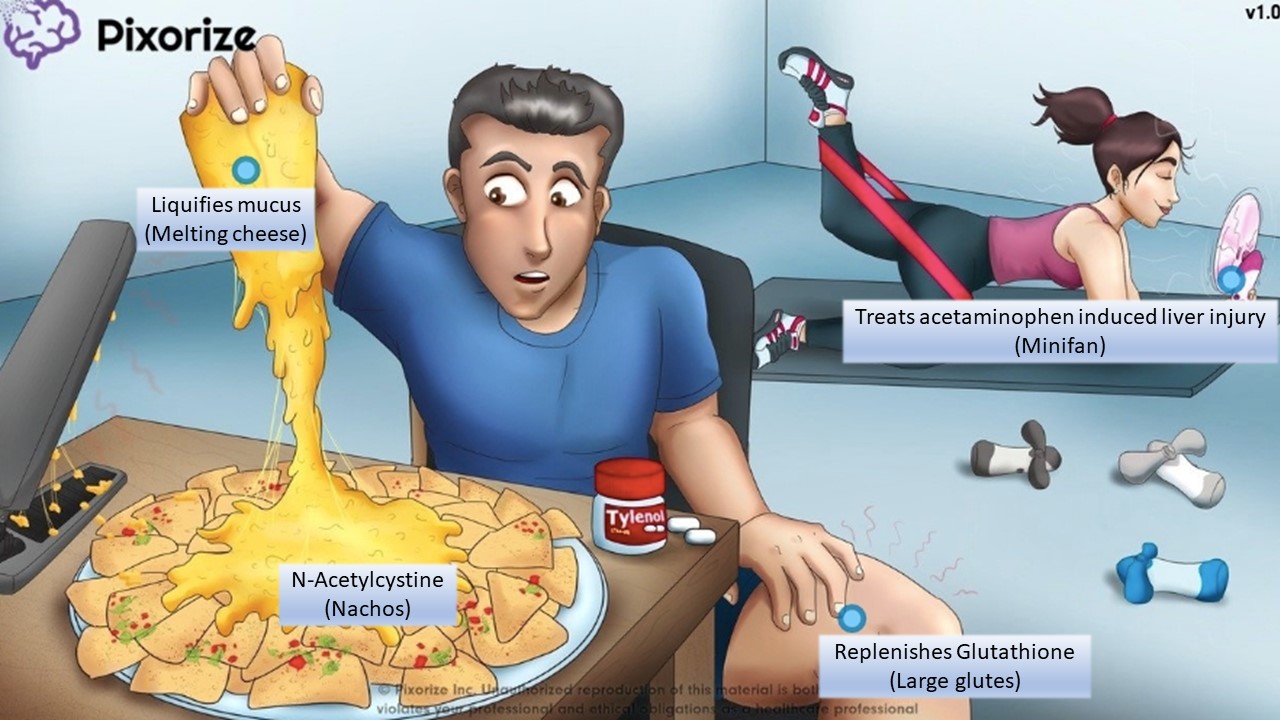 Pixorize
v1.0
Liquifies mucus
(Melting cheese)
Treats acetaminophen induced liver injury
(Minifan)
Tylenol
N-Acetylcystine
(Nachos)
Replenishes Glutathione
(Large glutes)
© Pixorize Inc. Unauthorized reproduction of this material is both
violates your professional and ethical obligations as a healthcare professional